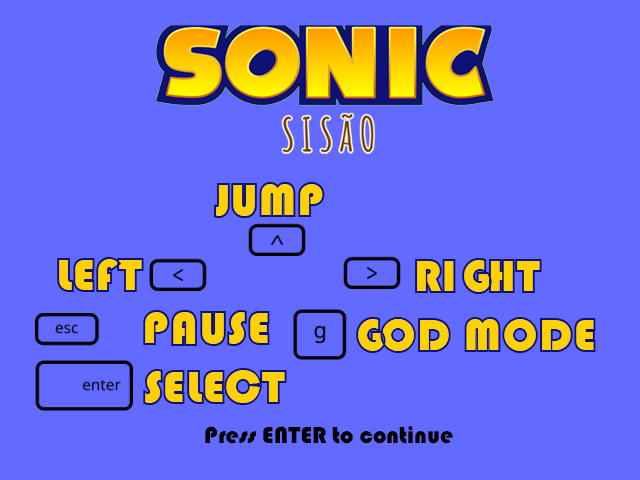 SONIC
SISÃO
JUMP
^
LEFT < > RIGHT
esc PAUSE g GOD MODE
enter SELECT
Press ENTER to continue